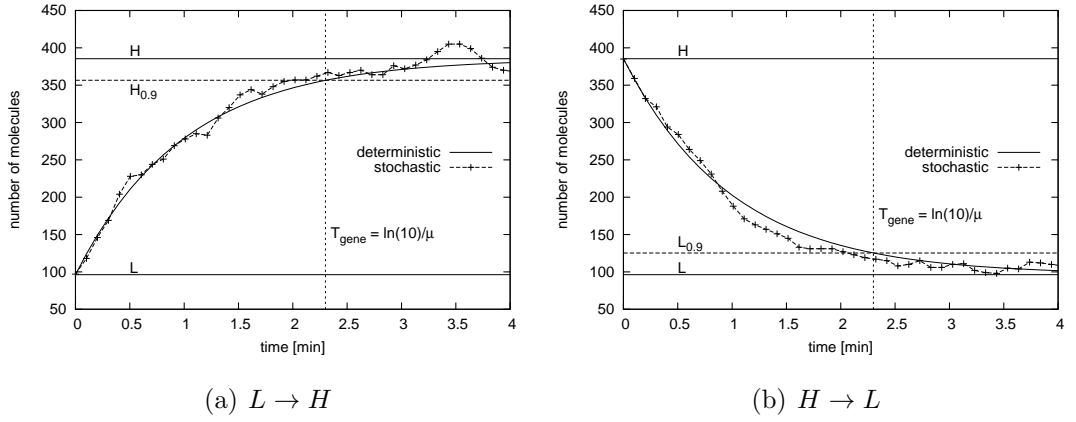 450
400
350
300
250
200
150
100
50
number of molecules
H
H0.9
L
deterministic
stochastic
Tgene = ln(10)/μ
0 0.5 1 1.5 2 2.5 3 3.5 4
time [min]
(a) L → H
450
400
350
300
250
200
150
100
50
number of molecules
H
deterministic
stochastic
Tgene = ln(10)/μ
L0.9
L
0 0.5 1 1.5 2 2.5 3 3.5 4
time [min]
(b) H → L